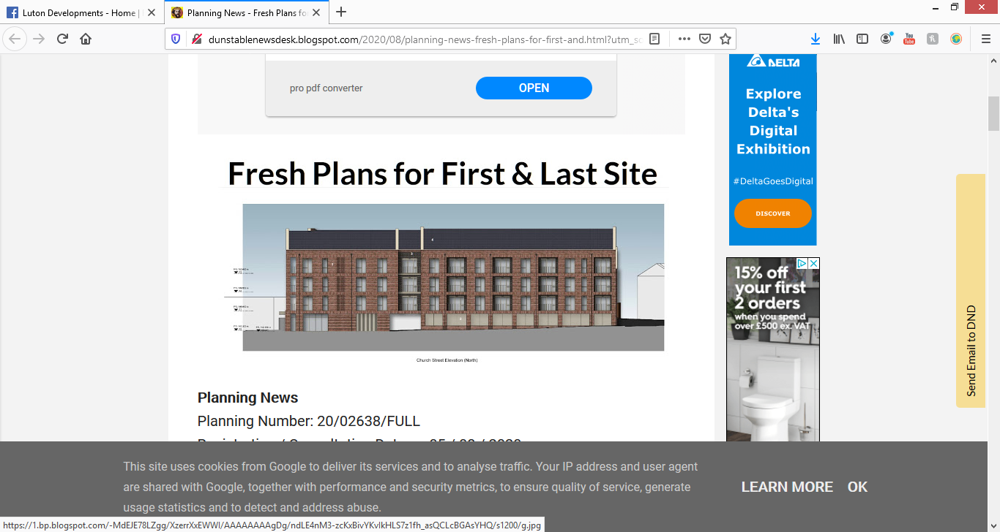 Luton Developments - Home |
Planning News - Fresh Plans fo
dunstablenewsdesk.blogspot.com/2020/08/planning-news-fresh-plans-for-first-and.html?utm_so
pro pdf converter
OPEN
Fresh Plans for First & Last Site
Church Street Elevation (North)
Planning News
Planning Number: 20/02638/FULL
DELTA
Explore
Delta's
Digital
Exhibition
#DeltaGoesDigital
DISCOVER
15% off
your first
2 orders
when you spend
over £500 ex. VAT
Send Email to DND
This site uses cookies from Google to deliver its services and to analyse traffic. Your IP address and user agent
are shared with Google, together with performance and security metrics, to ensure quality of service, generate
usage statistics and to detect and address abuse.
LEARN MORE OK
https://1.bp.blogspot.com/-MdEJE78LZgg/XzerrXxEWWI/AAAAAAAAgDg/ndLE4nM3-zcKxBivYKvlkHLS7z1fh_asQCLcBGAsYHQ/s1200/g.jpg